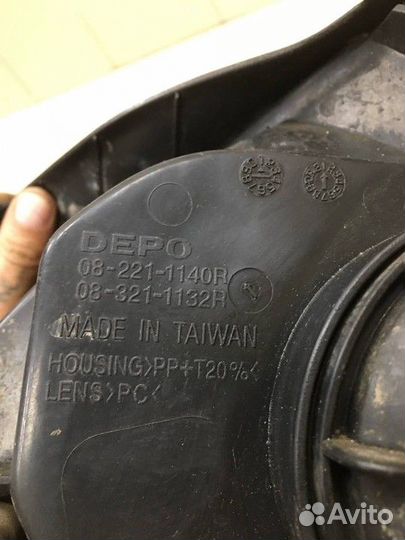 DEPO
08-221-1140R
08-321-1132R
MADE IN TAIWAN
HOUSING>PP+T20%<
LENS>PC<
Avito